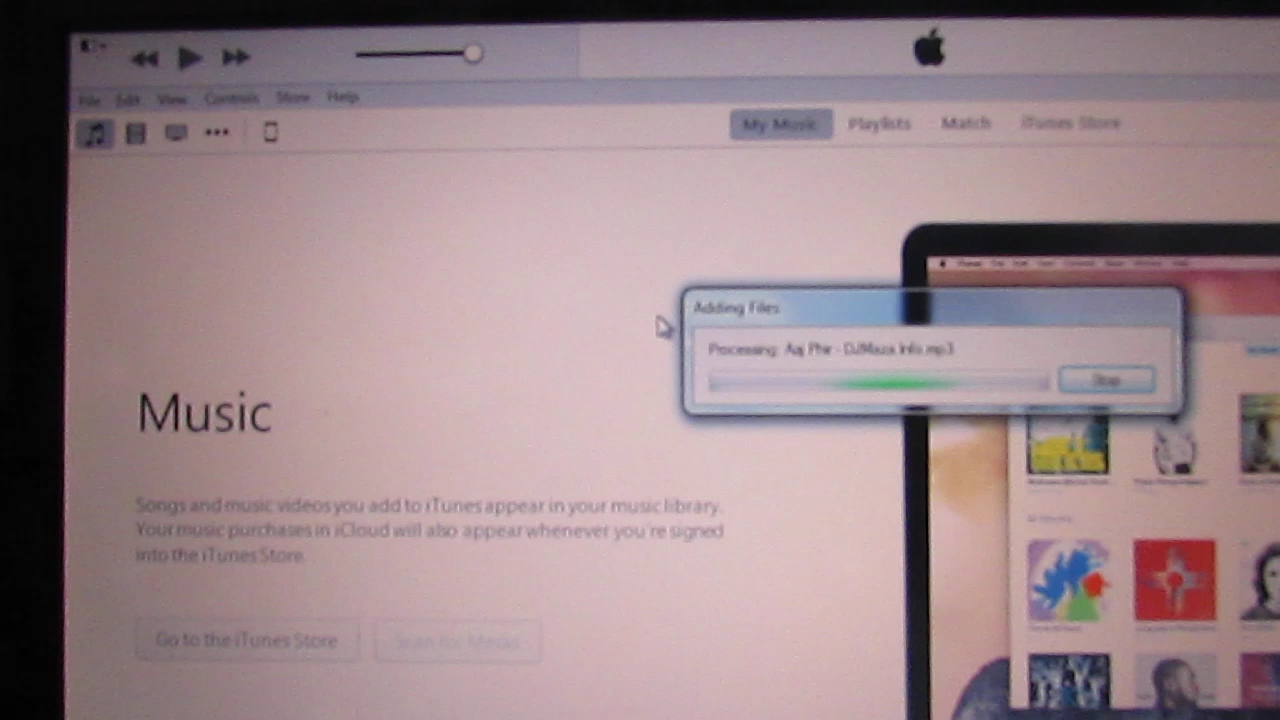 File Edit View Controls Store Help
My Music Playlists Match iTunes Store
Adding Files
Processing: Aaj Phir - DJMaza.Info.mp3
Stop
Music
Songs and music videos you add to iTunes appear in your music library.
Your music purchases in iCloud will also appear whenever you're signed
into the iTunes Store.
Go to the iTunes Store Scan for Media